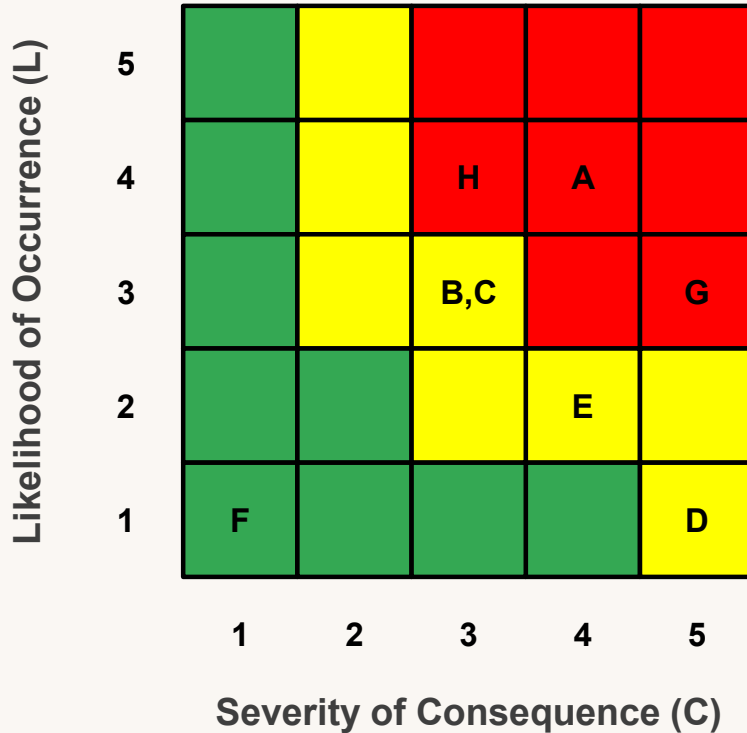 Likelihood of Occurrence (L)
5
4
H A
3
B,C G
2
E
1
F D
1 2 3 4 5
Severity of Consequence (C)